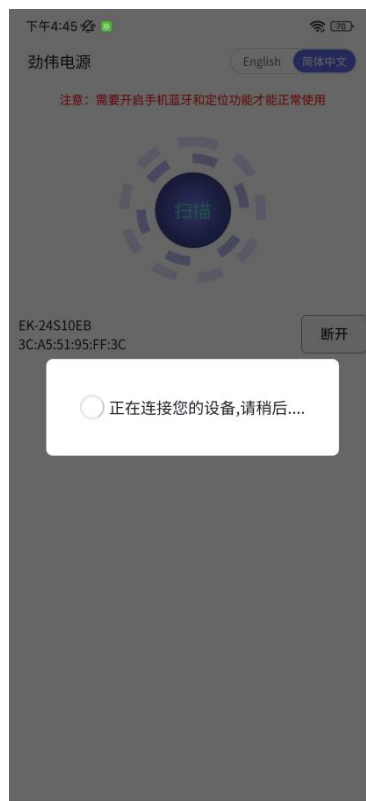 下午4:45
70
劲伟电源
English
简体中文
注意：需要开启手机蓝牙和定位功能才能正常使用
扫描
EK-24S10EB
3C:A5:51:95:FF:3C
断开
正在连接您的设备,请稍后....